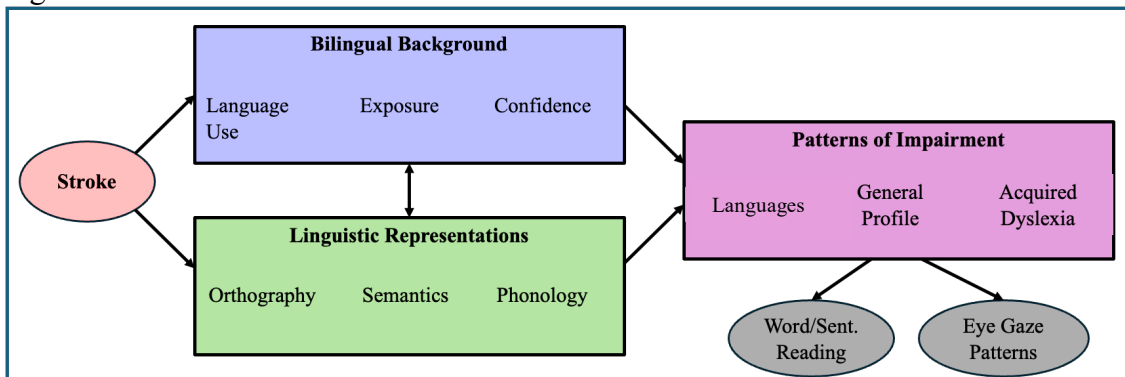 Bilingual Background
Language Use
Exposure
Confidence
Stroke
Linguistic Representations
Orthography
Semantics
Phonology
Patterns of Impairment
Languages
General
Profile
Acquired
Dyslexia
Word/Sent.
Reading
Eye Gaze
Patterns